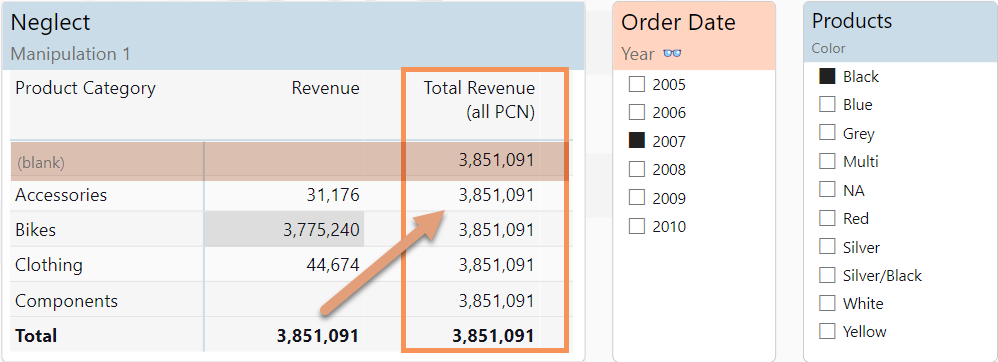 Neglect
Manipulation 1
Product Category Revenue Total Revenue
(all PCN)
(blank) 3,851,091
Accessories 31,176 3,851,091
Bikes 3,775,240 3,851,091
Clothing 44,674 3,851,091
Components 3,851,091
Total 3,851,091 3,851,091
Order Date
Year
2005
2006
2007
2008
2009
2010
Products
Color
Black
Blue
Grey
Multi
NA
Red
Silver
Silver/Black
White
Yellow